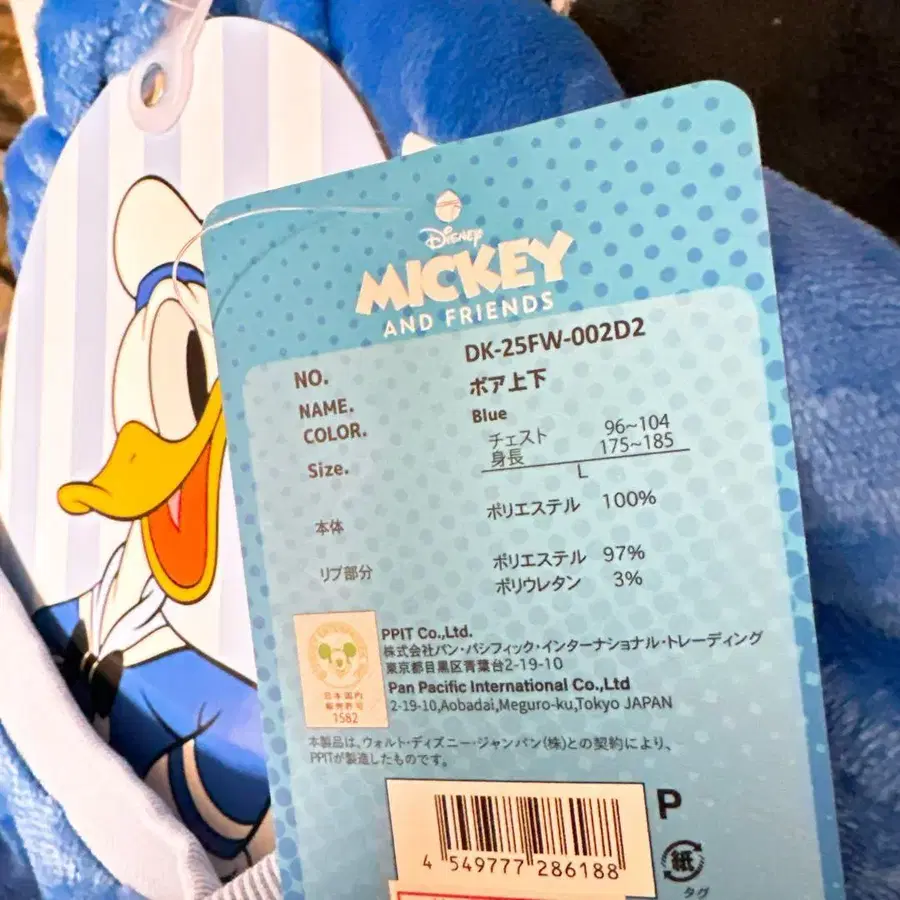 Disney
MICKEY
AND FRIENDS
NO. DK-25FW-002D2
NAME. ボア上下
COLOR. Blue
Size. チェスト 96~104
身長 175~185
L
本体 ポリエステル 100%
リブ部分 ポリエステル 97%
ポリウレタン 3%
日本国内
販売許可
1582
PPIT Co.,Ltd.
株式会社パン・パシフィック・インターナショナル・トレーディング
東京都目黒区青葉台2-19-10
Pan Pacific International Co.,Ltd
2-19-10,Aobadai,Meguro-ku,Tokyo JAPAN
本製品は、ウォルト・ディズニー・ジャパン(株)との契約により、
PPITが製造したものです。
P
4 549777 286188
紙
タグ